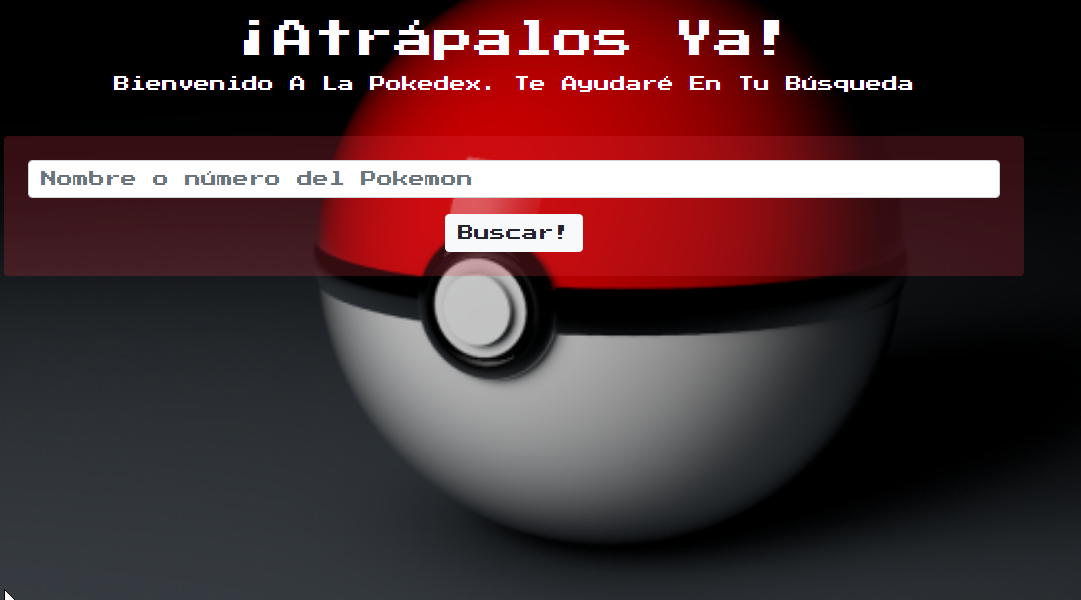 ¡Atrápalos Ya!
Bienvenido A La Pokedex. Te Ayudaré En Tu Búsqueda
Nombre o número del Pokemon
Buscar!